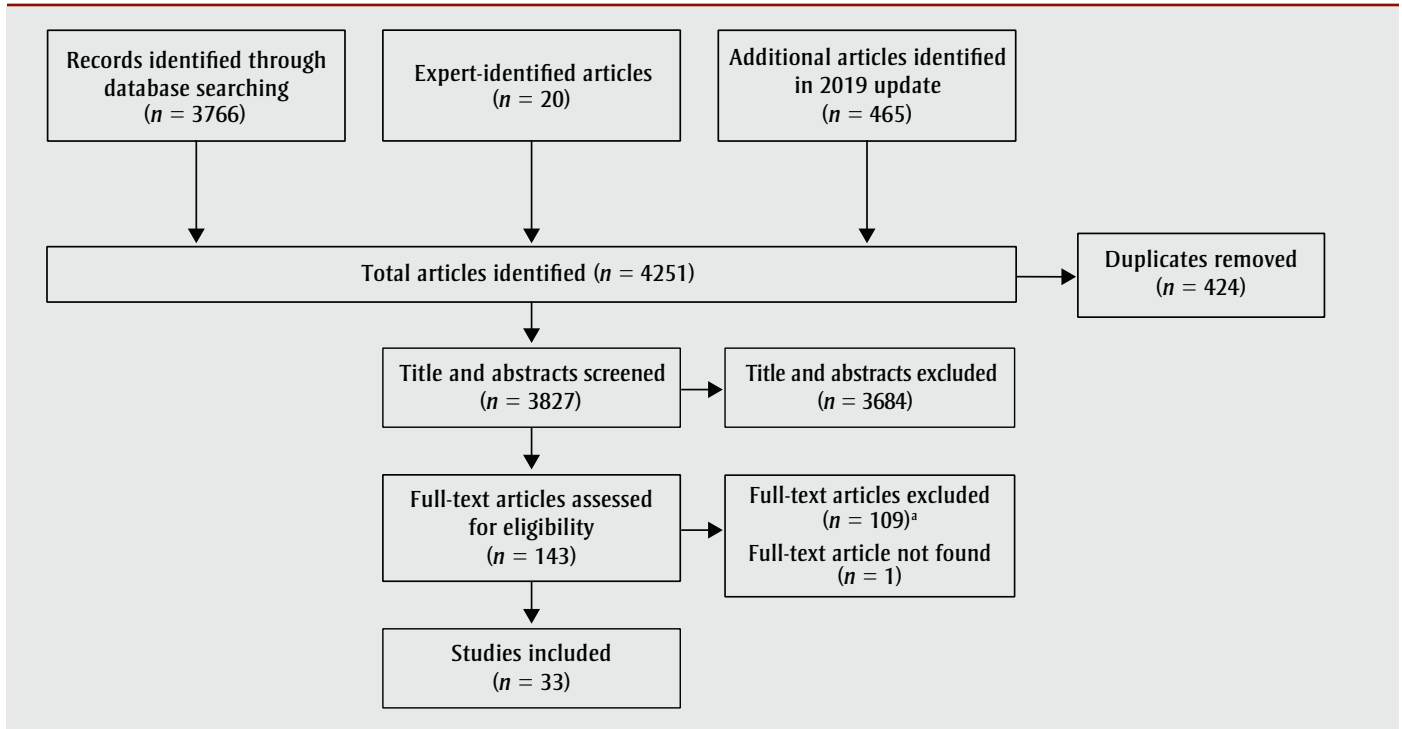 Records identified through
database searching
(n = 3766)
Expert-identified articles
(n = 20)
Additional articles identified
in 2019 update
(n = 465)
Total articles identified (n = 4251)
Duplicates removed
(n = 424)
Title and abstracts screened
(n = 3827)
Title and abstracts excluded
(n = 3684)
Full-text articles assessed
for eligibility
(n = 143)
Full-text articles excluded
(n = 109)ᵃ
Full-text article not found
(n = 1)
Studies included
(n = 33)